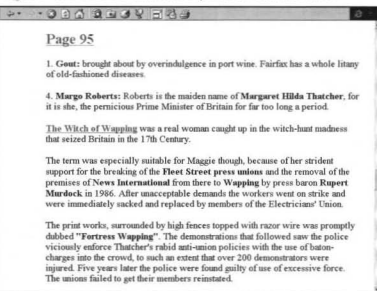 Page 95
1. Gout: brought about by overindulgence in port wine. Fairfax has a whole litany
of old-fashioned diseases.
4. Margo Roberts: Roberts is the maiden name of Margaret Hilda Thatcher, for
it is she, the pernicious Prime Minister of Britain for far too long a period.
The Witch of Wapping was a real woman caught up in the witch-hunt madness
that seized Britain in the 17th Century.
The term was especially suitable for Maggie though, because of her strident
support for the breaking of the Fleet Street press unions and the removal of the
premises of News International from there to Wapping by press baron Rupert
Murdock in 1986. After unacceptable demands the workers went on strike and
were immediately sacked and replaced by members of the Electricians' Union.
The print works, surrounded by high fences topped with razor wire was promptly
dubbed "Fortress Wapping". The demonstrations that followed saw the police
viciously enforce Thatcher's rabid anti-union policies with the use of baton-
charges into the crowd, to such an extent that over 200 demonstrators were
injured. Five years later the police were found guilty of use of excessive force.
The unions failed to get their members reinstated.